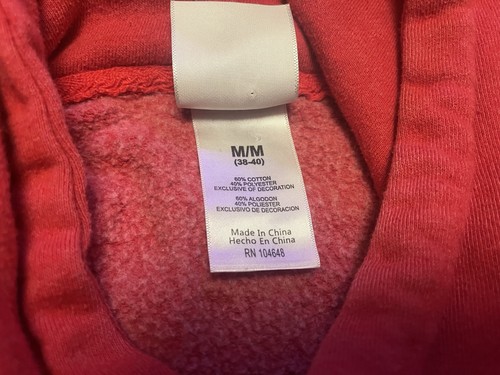 M/M
(38-40)
60% COTTON
40% POLYESTER
EXCLUSIVE OF DECORATION
60% ALGODON
40% POLIESTER
EXCLUSIVO DE DECORACION
Made In China
Hecho En China
RN 104648